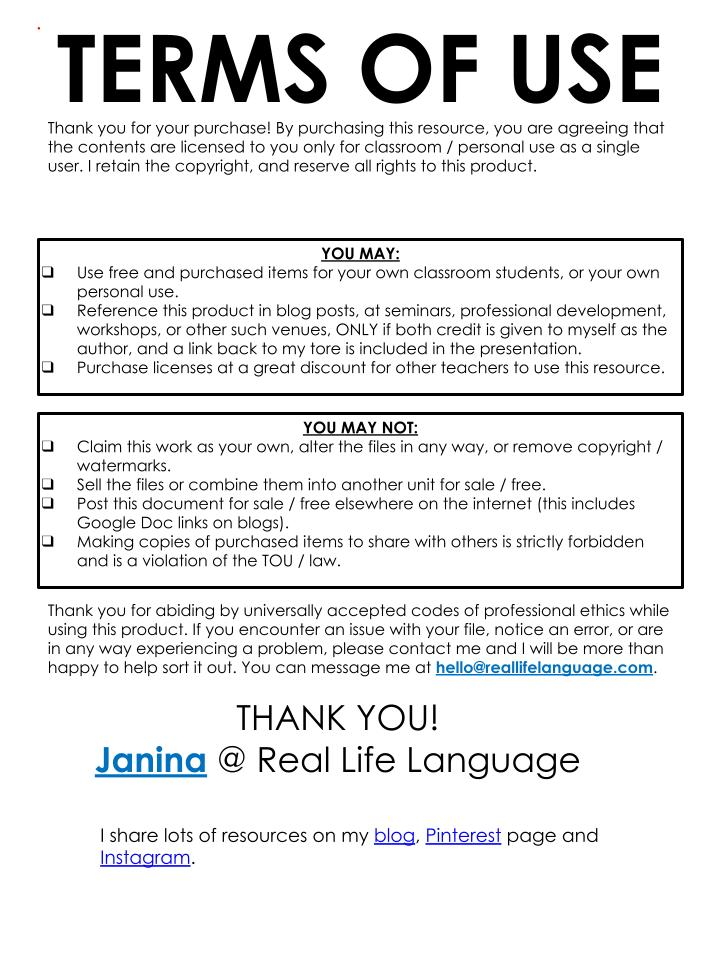 TERMS OF USE
Thank you for your purchase! By purchasing this resource, you are agreeing that
the contents are licensed to you only for classroom / personal use as a single
user. I retain the copyright, and reserve all rights to this product.
YOU MAY:
❑ Use free and purchased items for your own classroom students, or your own
personal use.
❑ Reference this product in blog posts, at seminars, professional development,
workshops, or other such venues, ONLY if both credit is given to myself as the
author, and a link back to my tore is included in the presentation.
❑ Purchase licenses at a great discount for other teachers to use this resource.
YOU MAY NOT:
❑ Claim this work as your own, alter the files in any way, or remove copyright /
watermarks.
❑ Sell the files or combine them into another unit for sale / free.
❑ Post this document for sale / free elsewhere on the internet (this includes
Google Doc links on blogs).
❑ Making copies of purchased items to share with others is strictly forbidden
and is a violation of the TOU / law.
Thank you for abiding by universally accepted codes of professional ethics while
using this product. If you encounter an issue with your file, notice an error, or are
in any way experiencing a problem, please contact me and I will be more than
happy to help sort it out. You can message me at hello@reallifelanguage.com.
THANK YOU!
Janina @ Real Life Language
I share lots of resources on my blog, Pinterest page and
Instagram.